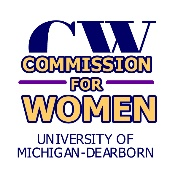 CW
COMMISSION
FOR
WOMEN
UNIVERSITY OF
MICHIGAN-DEARBORN